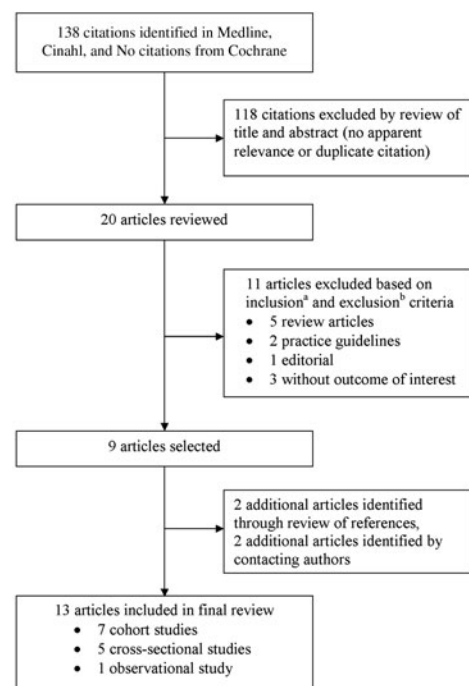 138 citations identified in Medline,
Cinahl, and No citations from Cochrane
118 citations excluded by review of
title and abstract (no apparent
relevance or duplicate citation)
20 articles reviewed
11 articles excluded based on
inclusionᵃ and exclusionᵇ criteria
• 5 review articles
• 2 practice guidelines
• 1 editorial
• 3 without outcome of interest
9 articles selected
2 additional articles identified
through review of references,
2 additional articles identified by
contacting authors
13 articles included in final review
• 7 cohort studies
• 5 cross-sectional studies
• 1 observational study